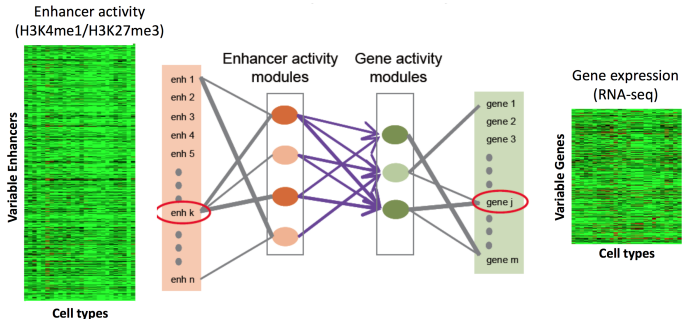 Enhancer activity
(H3K4me1/H3K27me3)
Variable Enhancers
Cell types
enh 1
enh 2
enh 3
enh 4
enh 5
enh k
enh n
Enhancer activity
modules
Gene activity
modules
gene 1
gene 2
gene 3
gene j
gene m
Gene expression
(RNA-seq)
Variable Genes
Cell types